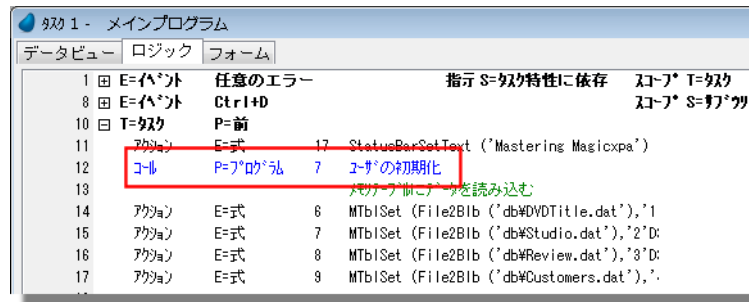 タスク 1 - メインプログラム
データビュー ロジック フォーム
1 E=イベント 任意のエラー 指示 S=タスク特性に依存 スコープ T=タスク
8 E=イベント Ctrl+D スコープ S=サブツリ
10 T=タスク P=前
11 アクション E=式 17 StatusBarSetText ('Mastering Magicxpa')
12 コール P=プログラム 7 ユーザの初期化
13 メモリテーブルにデータを読み込む
14 アクション E=式 6 MTblSet (File2Blb ('db¥DVDTitle.dat'),'1
15 アクション E=式 7 MTblSet (File2Blb ('db¥Studio.dat'),'2'D:
16 アクション E=式 8 MTblSet (File2Blb ('db¥Review.dat'),'3'D:
17 アクション E=式 9 MTblSet (File2Blb ('db¥Customers.dat'),'